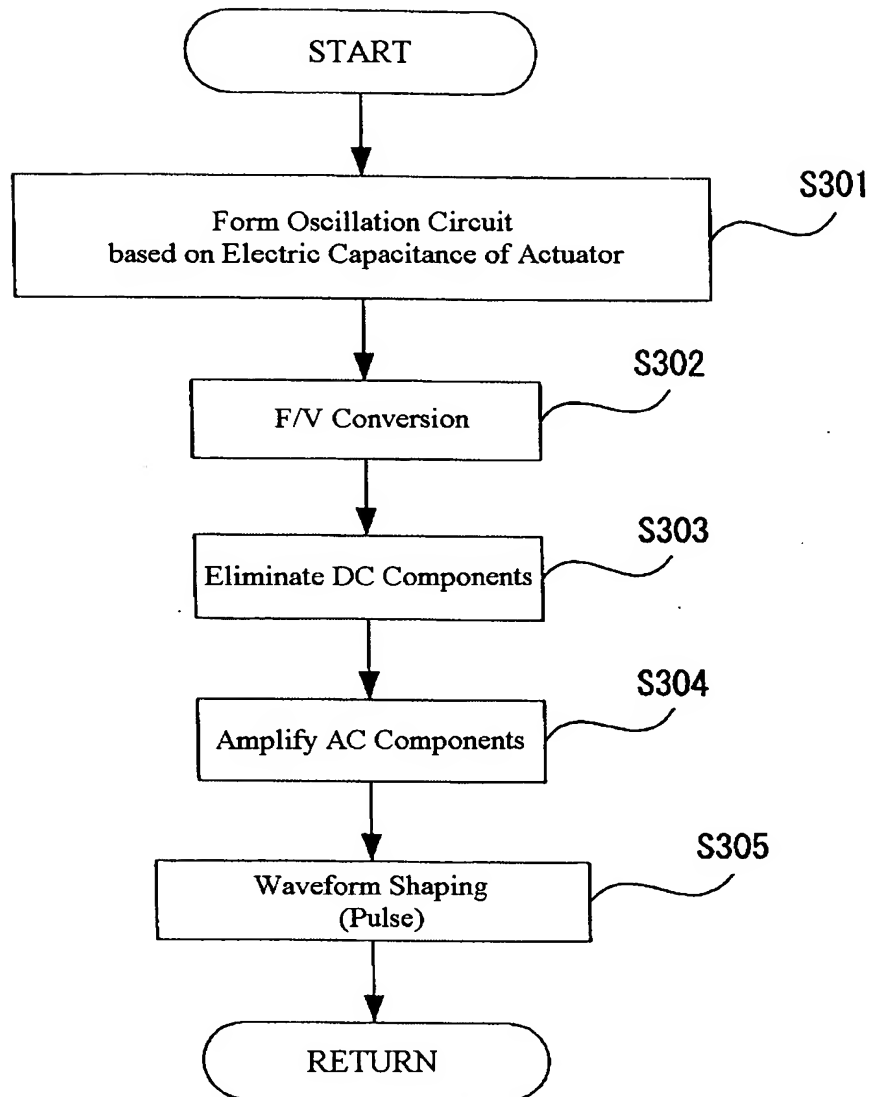 START
S301
Form Oscillation Circuit
based on Electric Capacitance of Actuator
S302
F/V Conversion
S303
Eliminate DC Components
S304
Amplify AC Components
S305
Waveform Shaping
(Pulse)
RETURN